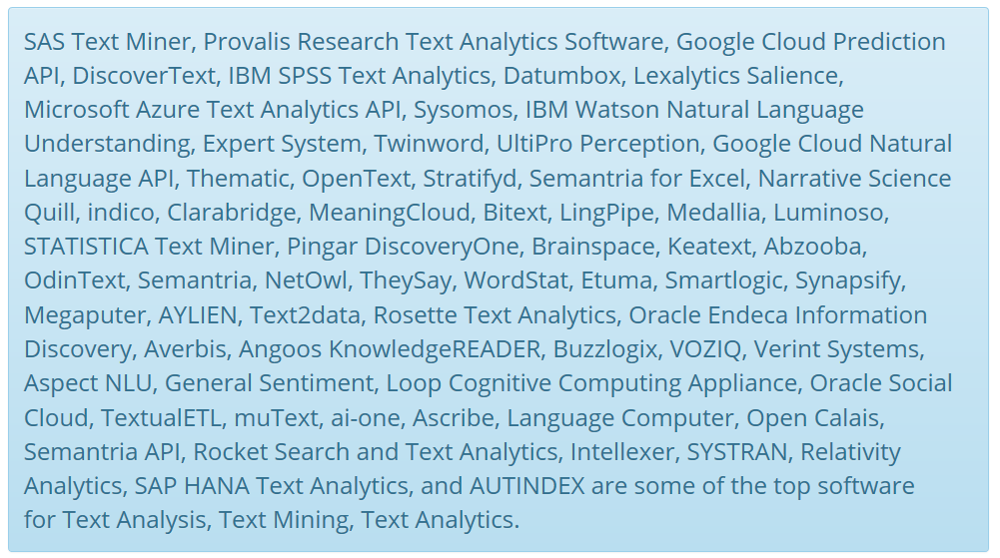 SAS Text Miner, Provalis Research Text Analytics Software, Google Cloud Prediction
API, DiscoverText, IBM SPSS Text Analytics, Datumbox, Lexalytics Salience,
Microsoft Azure Text Analytics API, Sysomos, IBM Watson Natural Language
Understanding, Expert System, Twinword, UltiPro Perception, Google Cloud Natural
Language API, Thematic, OpenText, Stratifyd, Semantria for Excel, Narrative Science
Quill, indico, Clarabridge, MeaningCloud, Bitext, LingPipe, Medallia, Luminoso,
STATISTICA Text Miner, Pingar DiscoveryOne, Brainspace, Keatext, Abzooba,
OdinText, Semantria, NetOwl, TheySay, WordStat, Etuma, Smartlogic, Synapsify,
Megaputer, AYLIEN, Text2data, Rosette Text Analytics, Oracle Endeca Information
Discovery, Averbis, Angoos KnowledgeREADER, Buzzlogix, VOZIQ, Verint Systems,
Aspect NLU, General Sentiment, Loop Cognitive Computing Appliance, Oracle Social
Cloud, TextualETL, muText, ai-one, Ascribe, Language Computer, Open Calais,
Semantria API, Rocket Search and Text Analytics, Intellexer, SYSTRAN, Relativity
Analytics, SAP HANA Text Analytics, and AUTINDEX are some of the top software
for Text Analysis, Text Mining, Text Analytics.